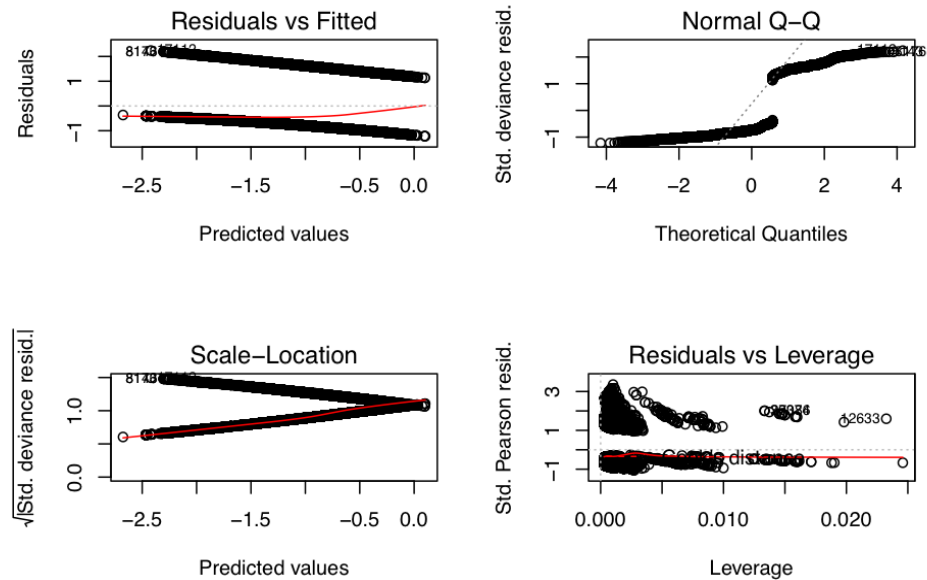 Residuals vs Fitted
Residuals
1
−1
−2.5
−1.5
−0.5
0.0
Predicted values
Normal Q−Q
Std. deviance resid.
1
−1
−4
−2
0
2
4
Theoretical Quantiles
Scale−Location
√|Std. deviance resid.|
1.0
0.0
−2.5
−1.5
−0.5
0.0
Predicted values
Residuals vs Leverage
Std. Pearson resid.
3
1
−1
12633
0.000
0.010
0.020
Leverage